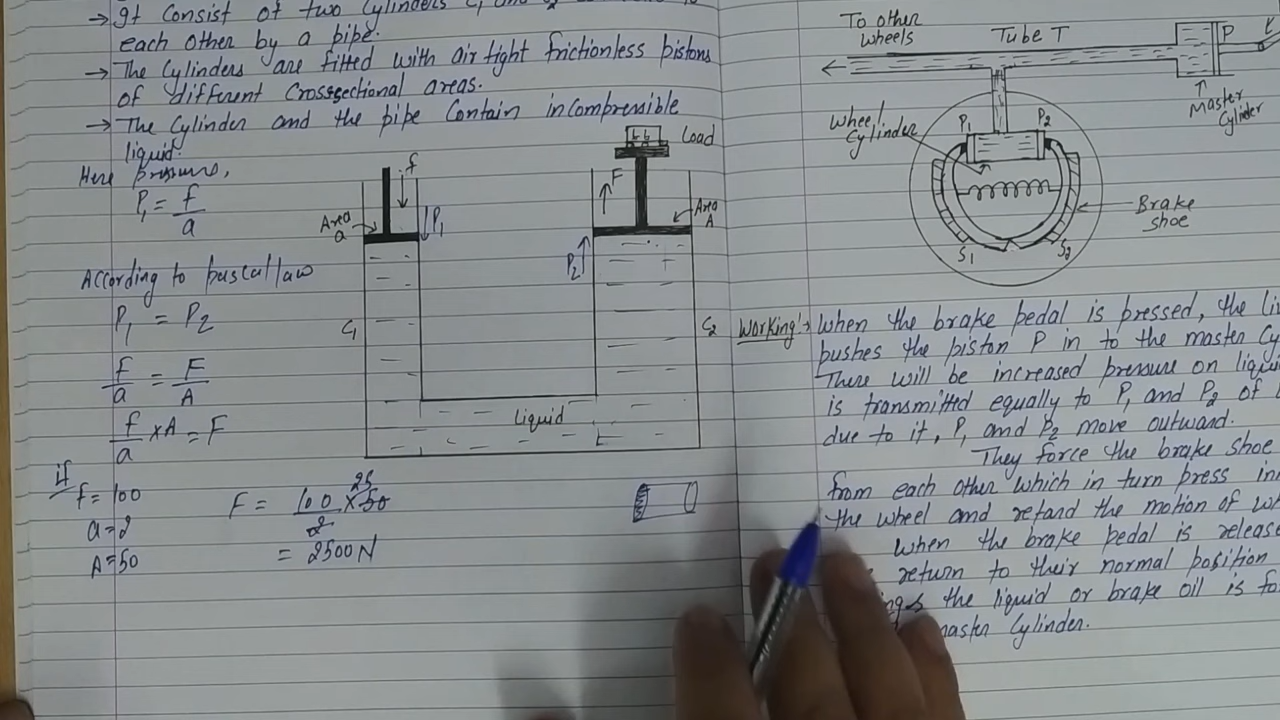 → It Consist of two Cylinders C₁ and
each other by a pipe.
→ The Cylinders are fitted with air tight frictionless pistons
of different Crosssectional areas.
→ The Cylinder and the pipe Contain incompressible
liquid.
Here pressure,
P₁ = f/a
According to puscal law
P₁ = P₂
f/a = F/A
f/a × A = F
if
f = 100
a = 2
A = 50
F = 100/2 × 50 25
= 2500 N
f
Area a
P₁
C₁
Liquid
Load
F
Area A
P₂
C₂
To other
wheels
Tube T
P
Master
Cylinder
Wheel
Cylinder
P₁
P₂
Brake
shoe
S₁
S₂
Working:→ When the brake pedal is pressed, the
pushes the piston P in to the master
There will be increased pressure on
is transmitted equally to P₁ and P₂ of
due to it, P₁ and P₂ move outward.
They force the brake shoe
from each other which in turn press
the wheel and retard the motion of
when the brake pedal is
return to their normal position
the liquid or brake oil is
master Cylinder.